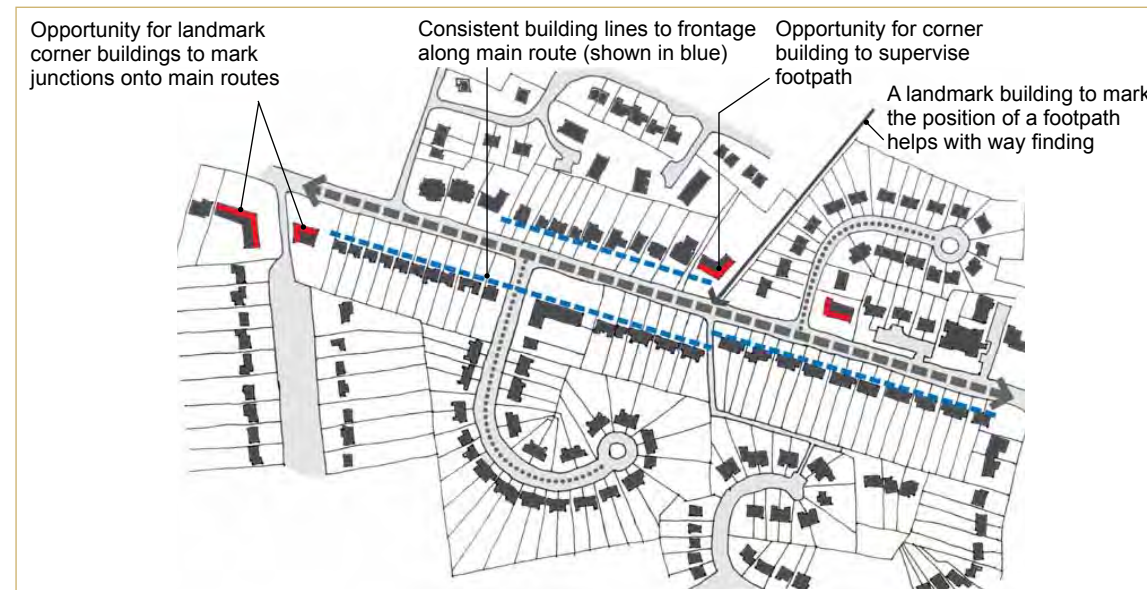 Opportunity for landmark
corner buildings to mark
junctions onto main routes
Consistent building lines to frontage
along main route (shown in blue)
Opportunity for corner
building to supervise
footpath
A landmark building to mark
the position of a footpath
helps with way finding